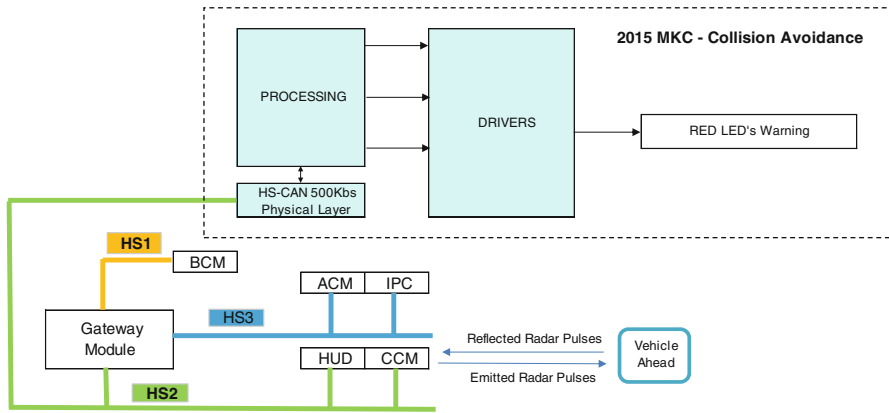 2015 MKC - Collision Avoidance
PROCESSING
DRIVERS
RED LED's Warning
HS-CAN 500Kbs
Physical Layer
HS1
BCM
ACM IPC
HS3
Gateway
Module
Reflected Radar Pulses
Vehicle
Ahead
HUD CCM
Emitted Radar Pulses
HS2